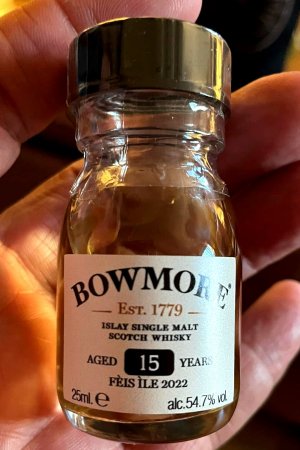 BOWMORE®
Est. 1779
ISLAY SINGLE MALT
SCOTCH WHISKY
AGED 15 YEARS
FÈIS ÌLE 2022
25ml. e alc.54.7% vol.